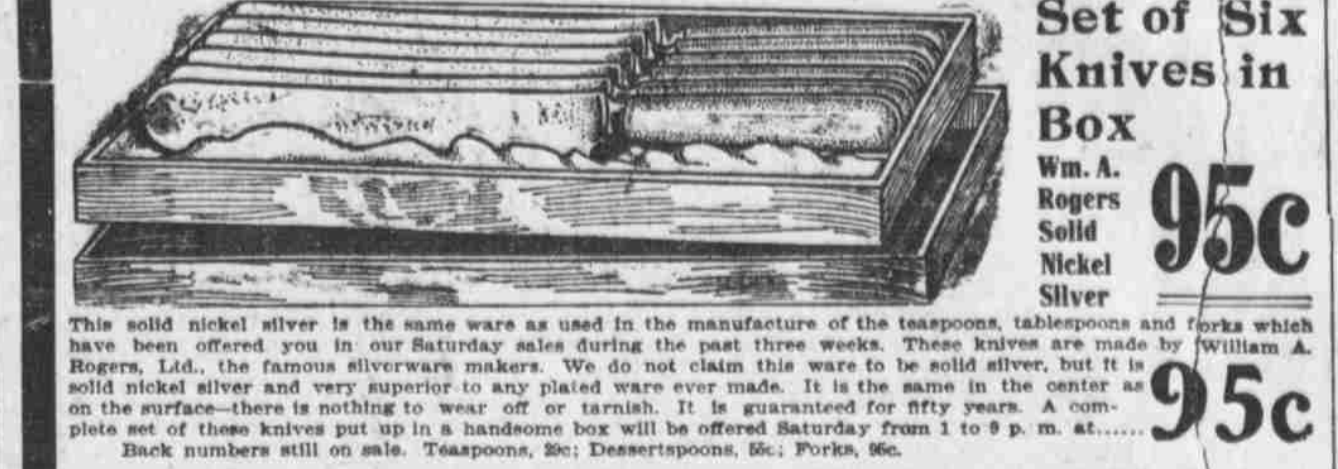 Set of Six
Knives in
Box
Wm. A.
Rogers
Solid
Nickel
Silver
95c
This solid nickel silver is the same ware as used in the manufacture of the teaspoons, tablespoons and forks which
have been offered you in our Saturday sales during the past three weeks. These knives are made by William A.
Rogers, Ltd., the famous silverware makers. We do not claim this ware to be solid silver, but it is
solid nickel silver and very superior to any plated ware ever made. It is the same in the center as
on the surface—there is nothing to wear off or tarnish. It is guaranteed for fifty years. A com-
plete set of these knives put up in a handsome box will be offered Saturday from 1 to 9 p. m. at......
95c
Back numbers still on sale. Teaspoons, 29c; Dessertspoons, 55c; Forks, 95c.